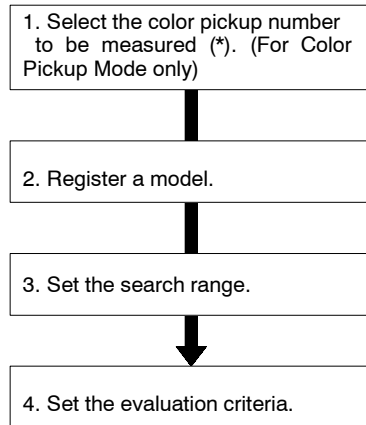 1. Select the color pickup number
to be measured (*). (For Color
Pickup Mode only)
2. Register a model.
3. Set the search range.
4. Set the evaluation criteria.